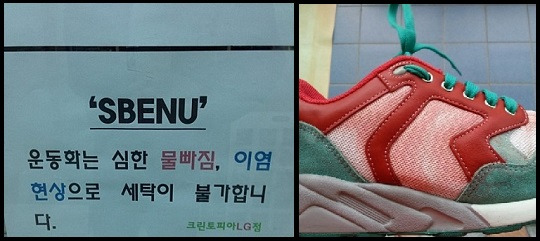 ‘SBENU’
운동화는 심한 물빠짐, 이염
현상으로 세탁이 불가합니
다.
크린토피아LG점